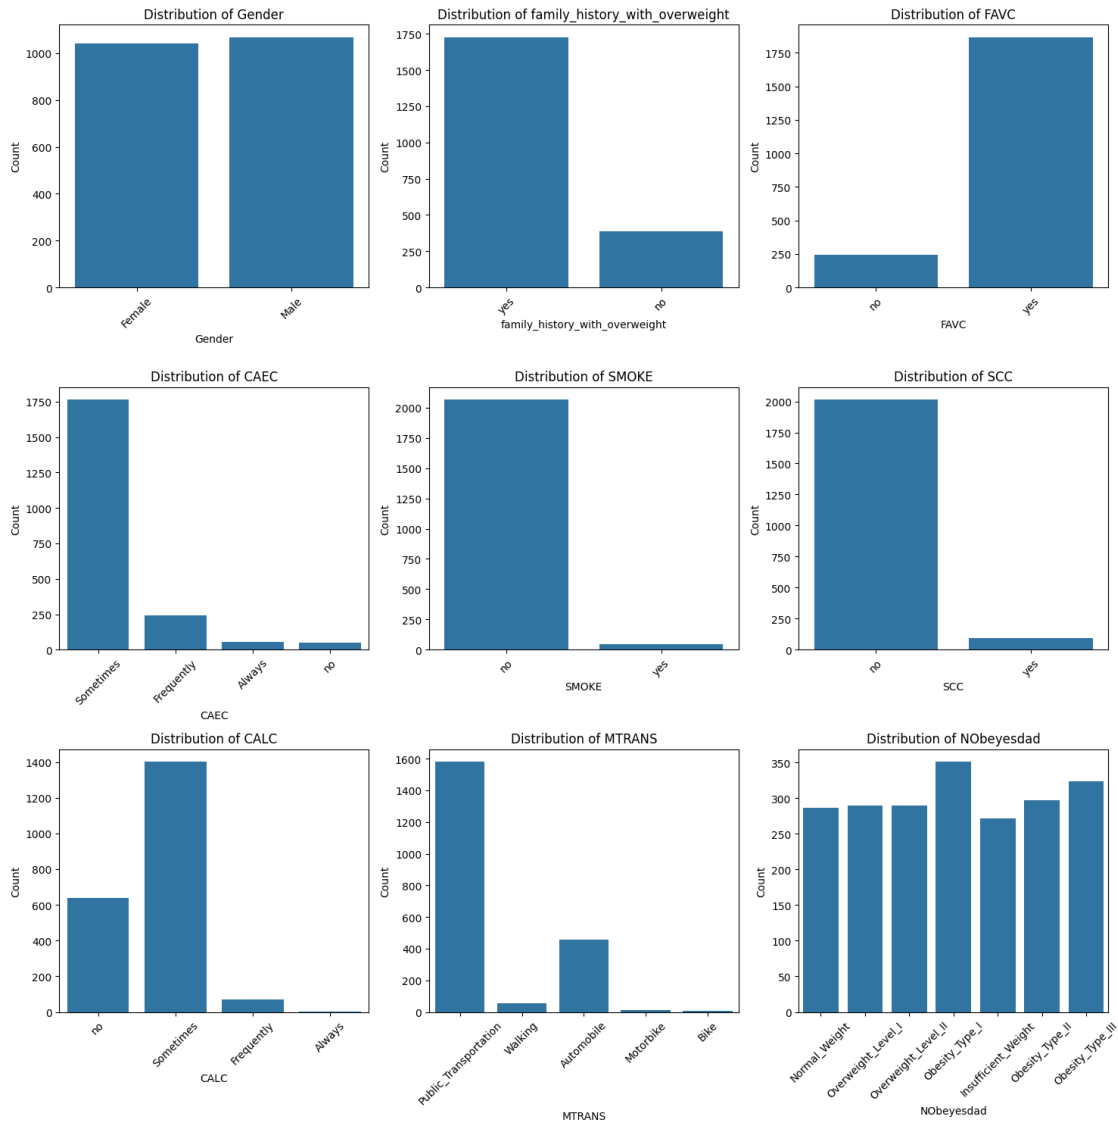 Distribution of Gender
Count
1000
800
600
400
200
0
Female
Male
Gender
Distribution of family_history_with_overweight
Count
1750
1500
1250
1000
750
500
250
0
yes
no
family_history_with_overweight
Distribution of FAVC
Count
1750
1500
1250
1000
750
500
250
0
no
yes
FAVC
Distribution of CAEC
Count
1750
1500
1250
1000
750
500
250
0
Sometimes
Frequently
Always
no
CAEC
Distribution of SMOKE
Count
2000
1750
1500
1250
1000
750
500
250
0
no
yes
SMOKE
Distribution of SCC
Count
2000
1750
1500
1250
1000
750
500
250
0
no
yes
SCC
Distribution of CALC
Count
1400
1200
1000
800
600
400
200
0
no
Sometimes
Frequently
Always
CALC
Distribution of MTRANS
Count
1600
1400
1200
1000
800
600
400
200
0
Public_Transportation
Walking
Automobile
Motorbike
Bike
MTRANS
Distribution of NObeyesdad
Count
350
300
250
200
150
100
50
0
Normal_Weight
Overweight_Level_I
Overweight_Level_II
Obesity_Type_I
Insufficient_Weight
Obesity_Type_II
Obesity_Type_III
NObeyesdad